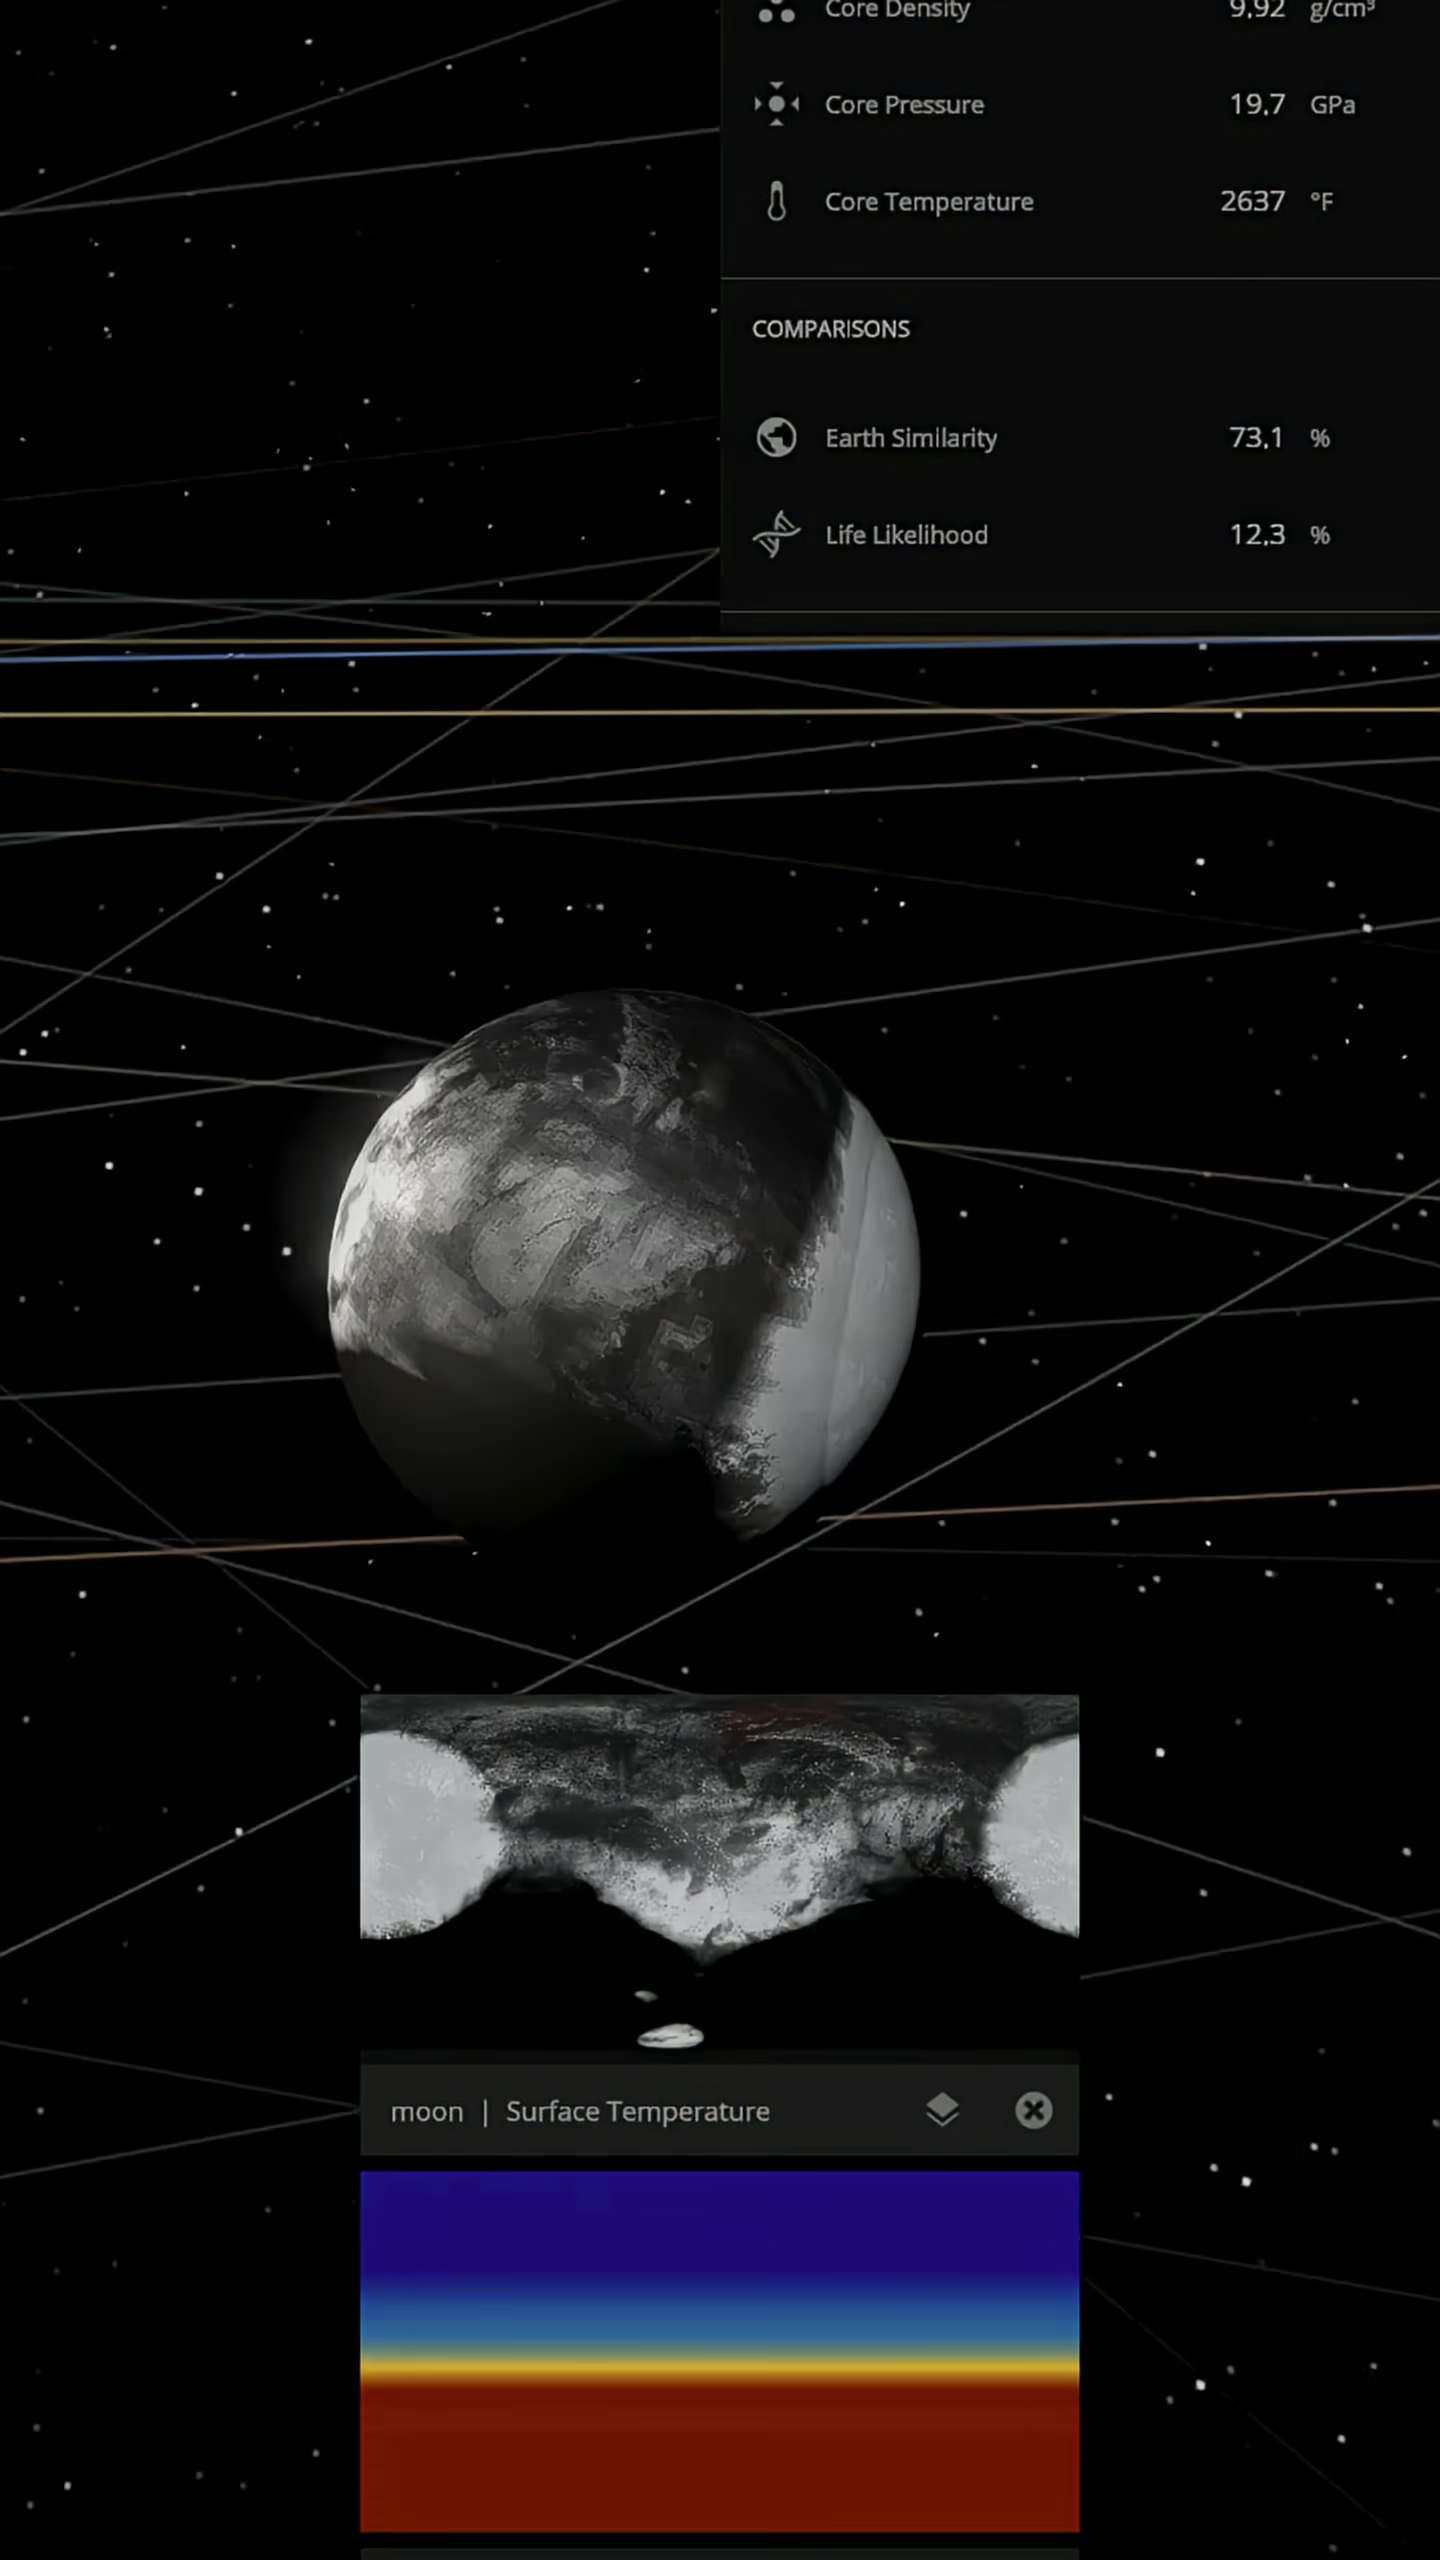 Core Density 9,92 g/cm³
Core Pressure 19,7 GPa
Core Temperature 2637 °F
COMPARISONS
Earth Similarity 73,1 %
Life Likelihood 12,3 %
moon | Surface Temperature